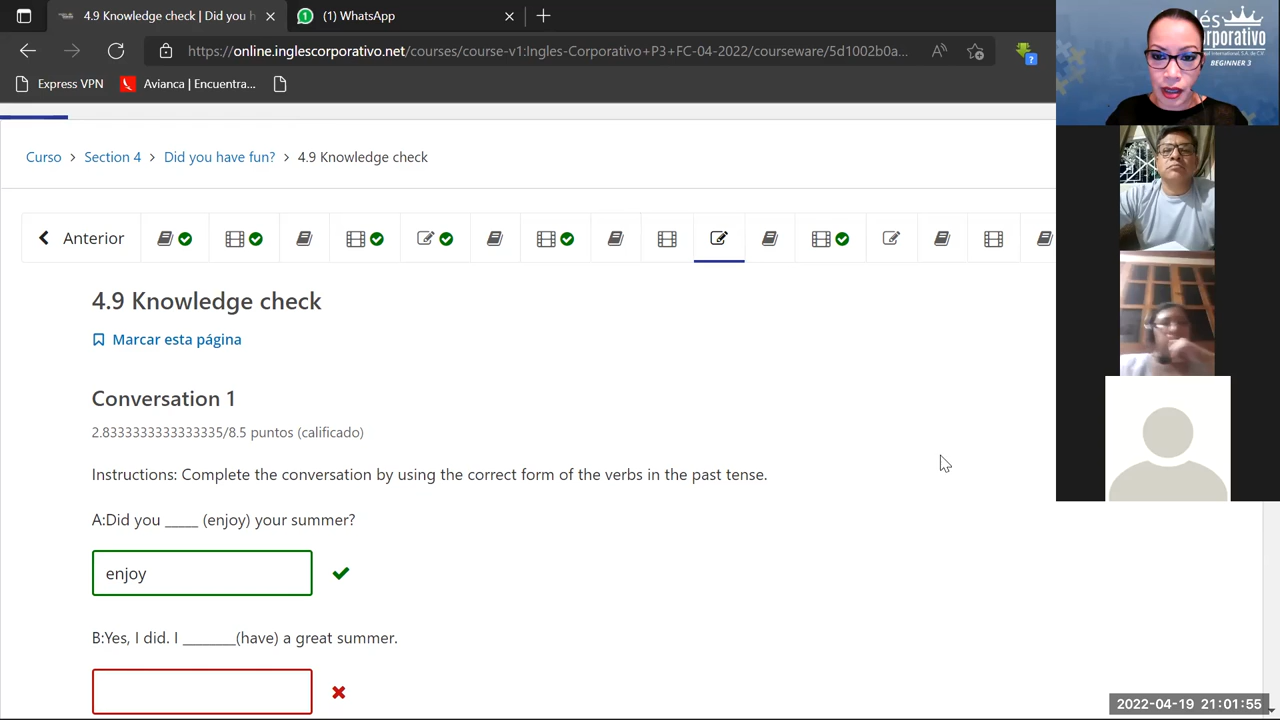 4.9 Knowledge check | Did you h
(1) WhatsApp
https://online.inglescorporativo.net/courses/course-v1:Ingles-Corporativo+P3+FC-04-2022/courseware/5d1002b0a...
Express VPN
Avianca | Encuentra...
Curso > Section 4 > Did you have fun? > 4.9 Knowledge check
Anterior
4.9 Knowledge check
Marcar esta página
Conversation 1
2.8333333333333335/8.5 puntos (calificado)
Instructions: Complete the conversation by using the correct form of the verbs in the past tense.
A:Did you _____ (enjoy) your summer?
enjoy
B:Yes, I did. I _______(have) a great summer.
és
orporativo
BEGINNER 3
2022-04-19 21:01:55